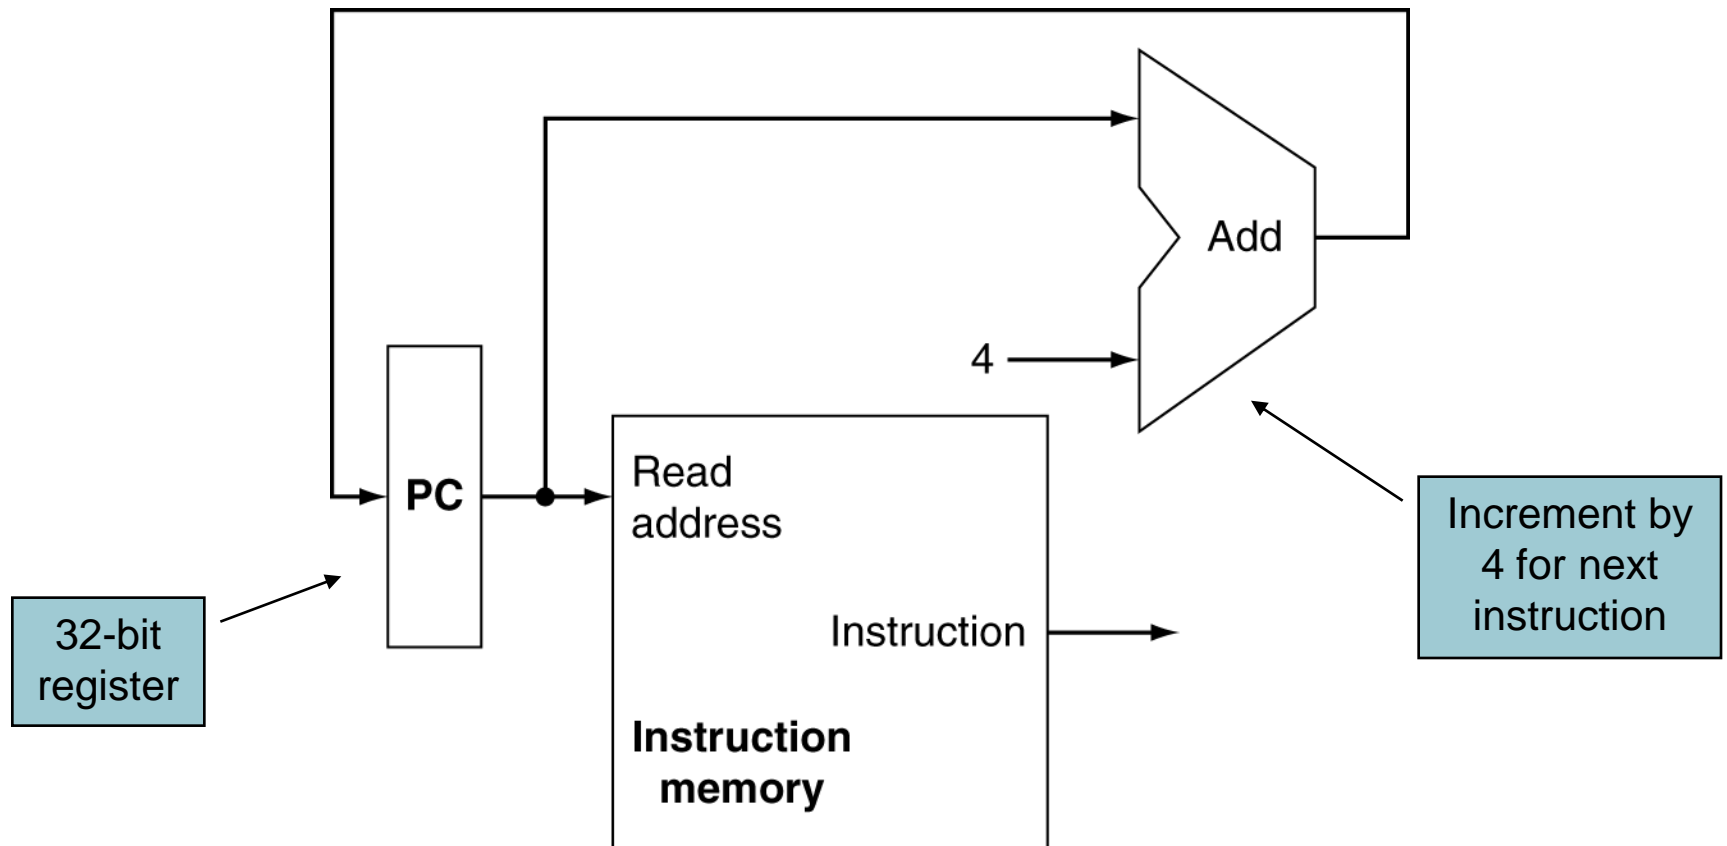 Add
4
PC
Read
address
Increment by
4 for next
instruction
32-bit
register
Instruction
Instruction
memory